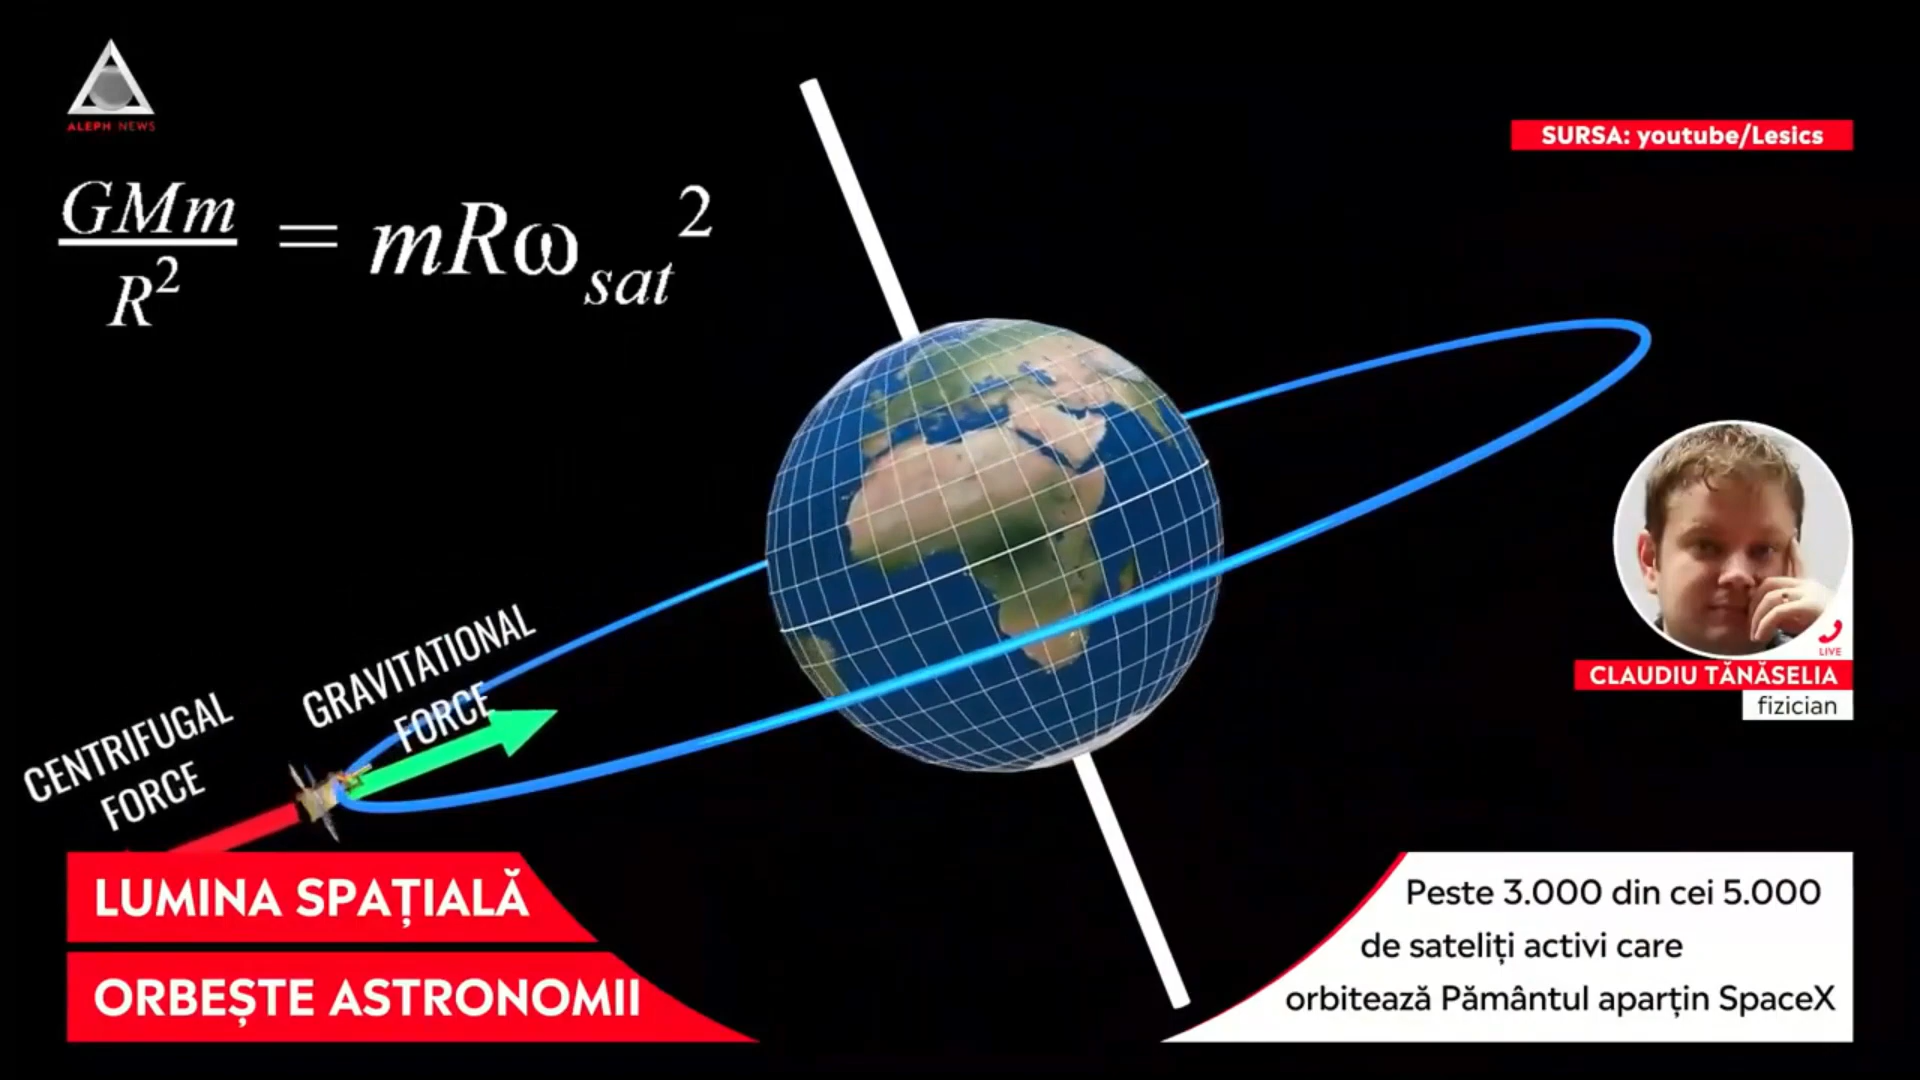 ALEPH NEWS
SURSA: youtube/Lesics
GMm
R² = mRω sat ²
GRAVITATIONAL
FORCE
CENTRIFUGAL
FORCE
LIVE
CLAUDIU TĂNĂSELIA
fizician
LUMINA SPAȚIALĂ
ORBEȘTE ASTRONOMII
Peste 3.000 din cei 5.000
de sateliți activi care
orbitează Pământul aparțin SpaceX